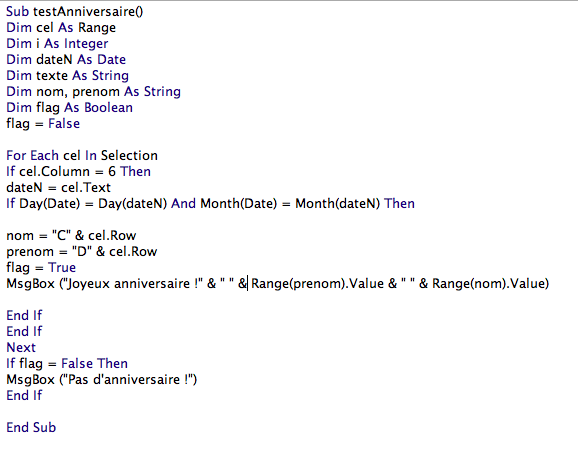 Sub testAnniversaire()
Dim cel As Range
Dim i As Integer
Dim dateN As Date
Dim texte As String
Dim nom, prenom As String
Dim flag As Boolean
flag = False
For Each cel In Selection
If cel.Column = 6 Then
dateN = cel.Text
If Day(Date) = Day(dateN) And Month(Date) = Month(dateN) Then
nom = "C" & cel.Row
prenom = "D" & cel.Row
flag = True
MsgBox ("Joyeux anniversaire !" & " " & Range(prenom).Value & " " & Range(nom).Value)
End If
End If
Next
If flag = False Then
MsgBox ("Pas d'anniversaire !")
End If
End Sub